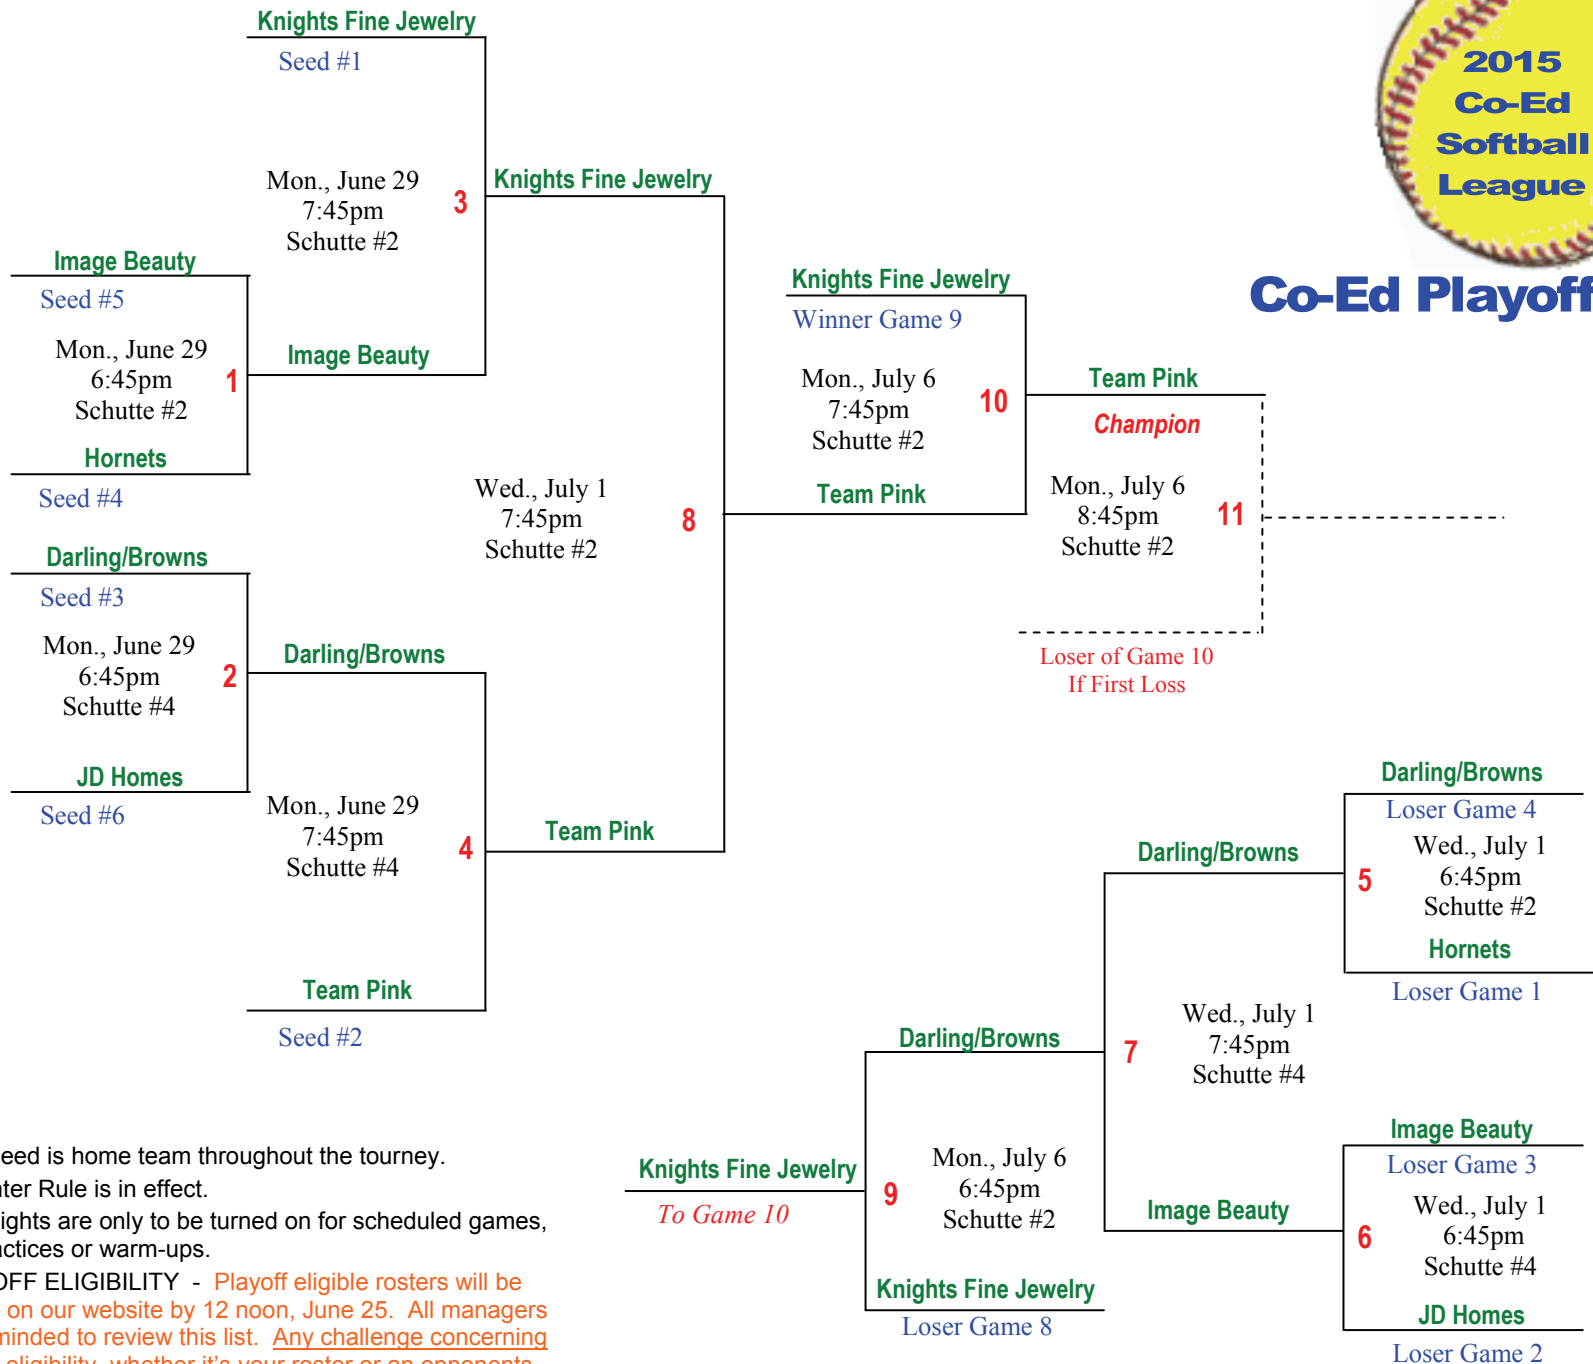 Knights Fine Jewelry
Seed #1
Mon., June 29
7:45pm
Schutte #2
3
Knights Fine Jewelry
Image Beauty
Seed #5
Mon., June 29
6:45pm
Schutte #2
1
Image Beauty
Hornets
Seed #4
Darling/Browns
Seed #3
Mon., June 29
6:45pm
Schutte #4
2
Darling/Browns
JD Homes
Seed #6
Mon., June 29
7:45pm
Schutte #4
4
Team Pink
Team Pink
Seed #2
Wed., July 1
7:45pm
Schutte #2
8
Knights Fine Jewelry
Winner Game 9
Mon., July 6
7:45pm
Schutte #2
10
Team Pink
Team Pink
Champion
Mon., July 6
8:45pm
Schutte #2
11
Loser of Game 10
If First Loss
2015
Co-Ed
Softball
League
Co-Ed Playoff
Darling/Browns
Loser Game 4
Wed., July 1
6:45pm
Schutte #2
5
Hornets
Loser Game 1
Darling/Browns
Wed., July 1
7:45pm
Schutte #4
7
Image Beauty
Loser Game 3
Wed., July 1
6:45pm
Schutte #4
6
JD Homes
Loser Game 2
Image Beauty
Darling/Browns
Mon., July 6
6:45pm
Schutte #2
9
Knights Fine Jewelry
Loser Game 8
Knights Fine Jewelry
To Game 10
eed is home team throughout the tourney.
ter Rule is in effect.
ights are only to be turned on for scheduled games,
actices or warm-ups.
OFF ELIGIBILITY - Playoff eligible rosters will be
on our website by 12 noon, June 25. All managers
minded to review this list. Any challenge concerning
eligibility, whether it's your roster or an opponents,